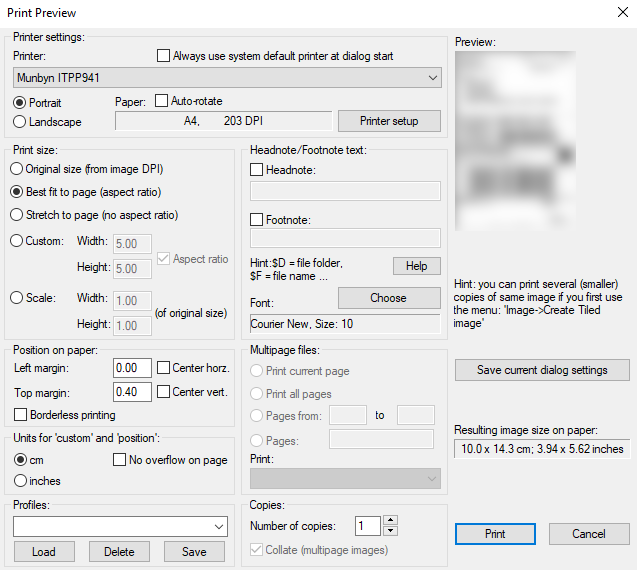 Print Preview
Printer settings:
Printer:
Always use system default printer at dialog start
Munbyn ITPP941
Portrait
Landscape
Paper:
Auto-rotate
A4, 203 DPI
Printer setup
Print size:
Original size (from image DPI)
Best fit to page (aspect ratio)
Stretch to page (no aspect ratio)
Custom:
Width:
5.00
Height:
5.00
Aspect ratio
Scale:
Width:
1.00
Height:
1.00
(of original size)
Position on paper:
Left margin:
0.00
Center horz.
Top margin:
0.40
Center vert.
Borderless printing
Units for 'custom' and 'position':
cm
No overflow on page
inches
Profiles:
Load
Delete
Save
Headnote/Footnote text:
Headnote:
Footnote:
Hint:$D = file folder,
$F = file name ...
Help
Font:
Choose
Courier New, Size: 10
Multipage files:
Print current page
Print all pages
Pages from:
to
Pages:
Print:
Copies:
Number of copies:
1
Collate (multipage images)
Preview:
Hint: you can print several (smaller)
copies of same image if you first use
the menu: 'Image->Create Tiled
image'
Save current dialog settings
Resulting image size on paper:
10.0 x 14.3 cm; 3.94 x 5.62 inches
Print
Cancel